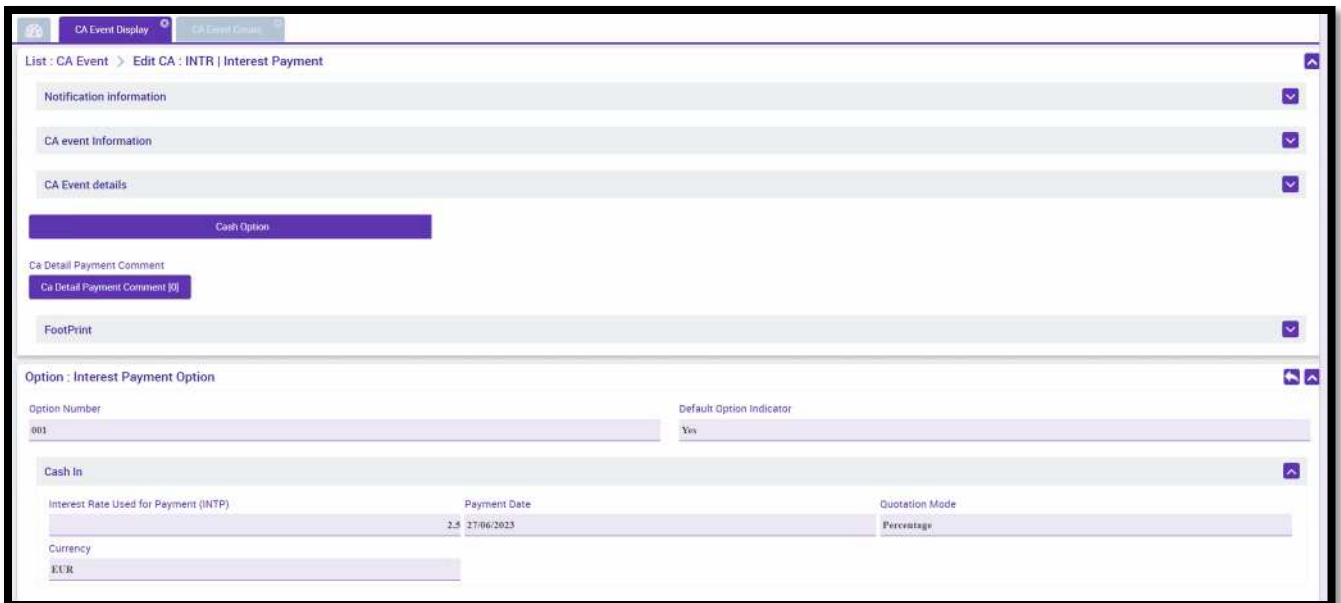 CA Event Display CA Event Create
List : CA Event > Edit CA : INTR | Interest Payment
Notification information
CA event Information
CA Event details
Cash Option
Ca Detail Payment Comment
Ca Detail Payment Comment [0]
FootPrint
Option : Interest Payment Option
Option Number Default Option Indicator
001 Yes
Cash In
Interest Rate Used for Payment (INTP) Payment Date Quotation Mode
2.5 27/06/2023 Percentage
Currency
EUR